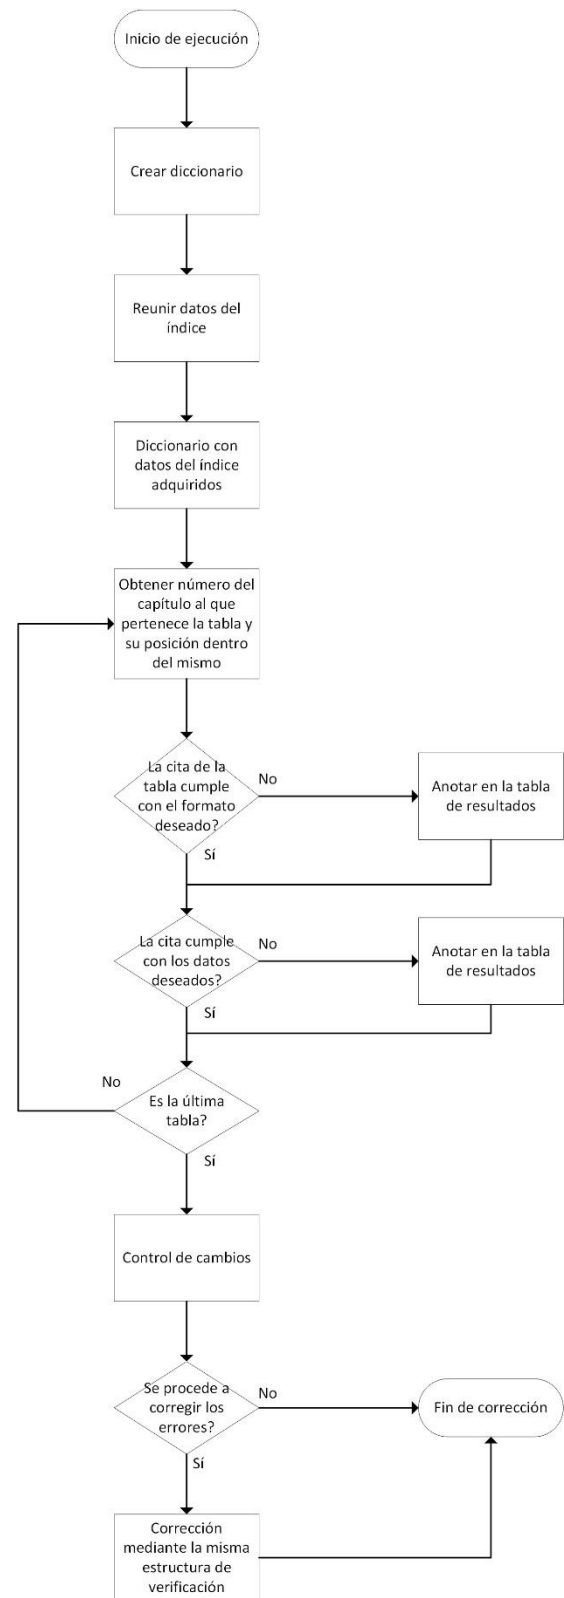 Inicio de ejecución
Crear diccionario
Reunir datos del
índice
Diccionario con
datos del índice
adquiridos
Obtener número del
capítulo al que
pertenece la tabla y
su posición dentro
del mismo
La cita de la
tabla cumple
con el formato
deseado?
No
Anotar en la tabla
de resultados
Sí
La cita cumple
con los datos
deseados?
No
Anotar en la tabla
de resultados
Sí
No
Es la última
tabla?
Sí
Control de cambios
Se procede a
corregir los
errores?
No
Fin de corrección
Sí
Corrección
mediante la misma
estructura de
verificación